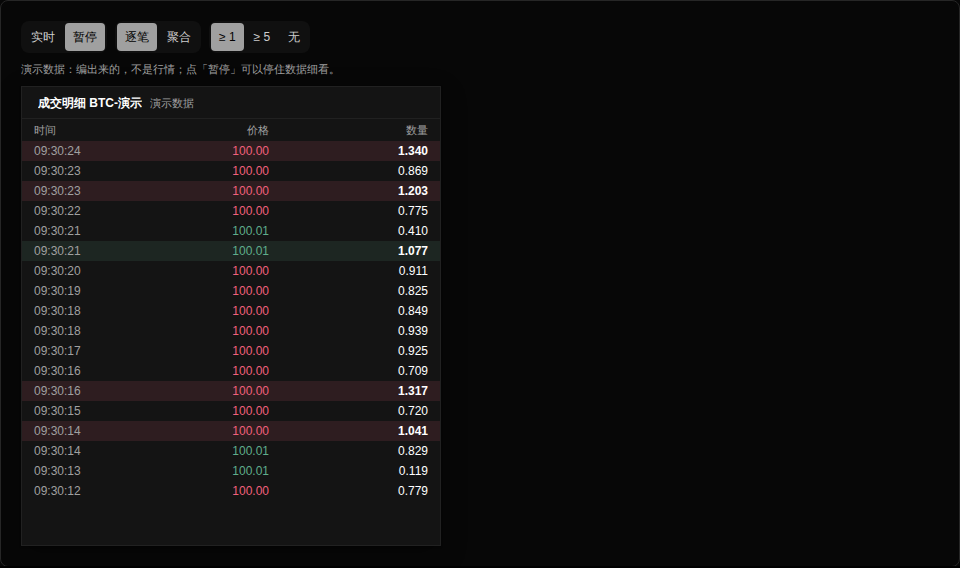 实时 暂停 逐笔 聚合 ≥ 1 ≥ 5 无
演示数据：编出来的，不是行情；点「暂停」可以停住数据细看。
成交明细 BTC-演示 演示数据
时间 价格 数量
09:30:24 100.00 1.340
09:30:23 100.00 0.869
09:30:23 100.00 1.203
09:30:22 100.00 0.775
09:30:21 100.01 0.410
09:30:21 100.01 1.077
09:30:20 100.00 0.911
09:30:19 100.00 0.825
09:30:18 100.00 0.849
09:30:18 100.00 0.939
09:30:17 100.00 0.925
09:30:16 100.00 0.709
09:30:16 100.00 1.317
09:30:15 100.00 0.720
09:30:14 100.00 1.041
09:30:14 100.01 0.829
09:30:13 100.01 0.119
09:30:12 100.00 0.779